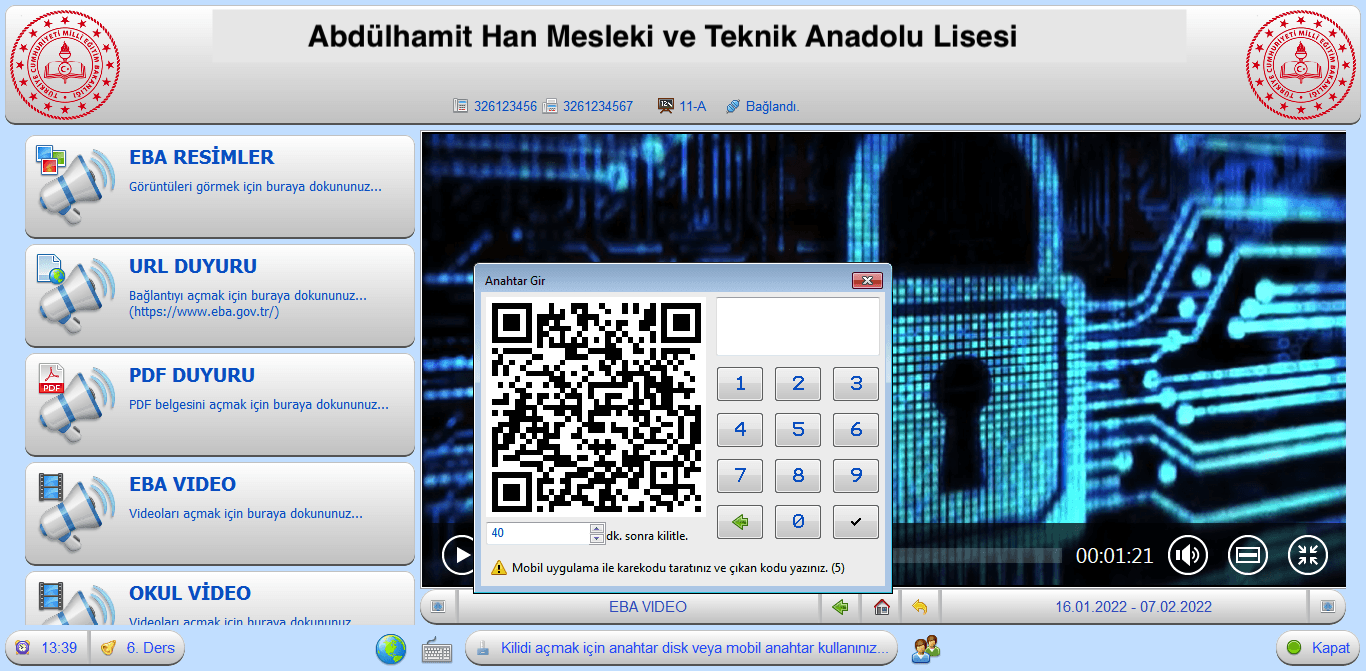 Abdülhamit Han Mesleki ve Teknik Anadolu Lisesi
326123456 3261234567 11-A Bağlandı.
EBA RESİMLER
Görüntüleri görmek için buraya dokununuz...
URL DUYURU
Bağlantıyı açmak için buraya dokununuz...
(https://www.eba.gov.tr/)
PDF
PDF DUYURU
PDF belgesini açmak için buraya dokununuz...
EBA VIDEO
Videoları açmak için buraya dokununuz...
OKUL VİDEO
Videoları açmak için buraya dokununuz...
Anahtar Gir
1 2 3
4 5 6
7 8 9
0
40 dk. sonra kilitle.
Mobil uygulama ile karekodu taratınız ve çıkan kodu yazınız. (5)
00:01:21
EBA VIDEO
16.01.2022 - 07.02.2022
13:39 6. Ders
Kilidi açmak için anahtar disk veya mobil anahtar kullanınız...
Kapat